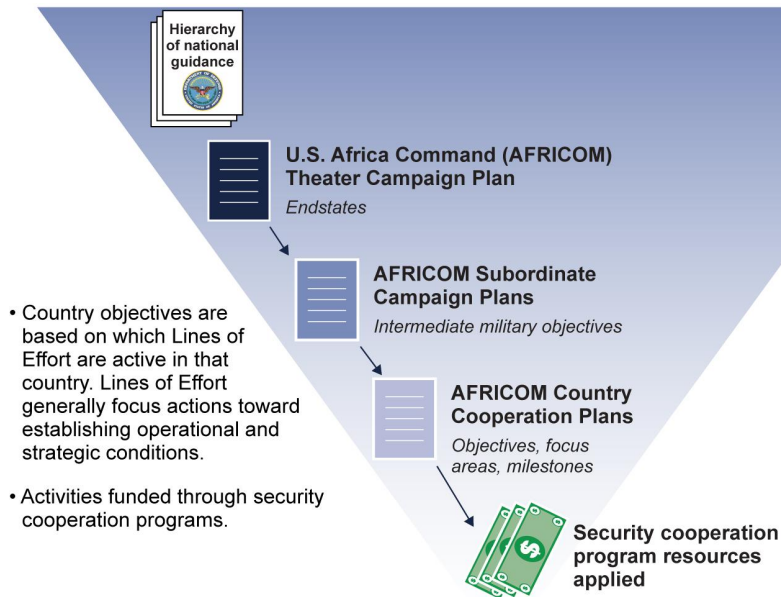 Hierarchy
of national
guidance
U.S. Africa Command (AFRICOM)
Theater Campaign Plan
Endstates
AFRICOM Subordinate
Campaign Plans
Intermediate military objectives
• Country objectives are
based on which Lines of
Effort are active in that
country. Lines of Effort
generally focus actions toward
establishing operational and
strategic conditions.
• Activities funded through security
cooperation programs.
AFRICOM Country
Cooperation Plans
Objectives, focus
areas, milestones
Security cooperation
program resources
applied